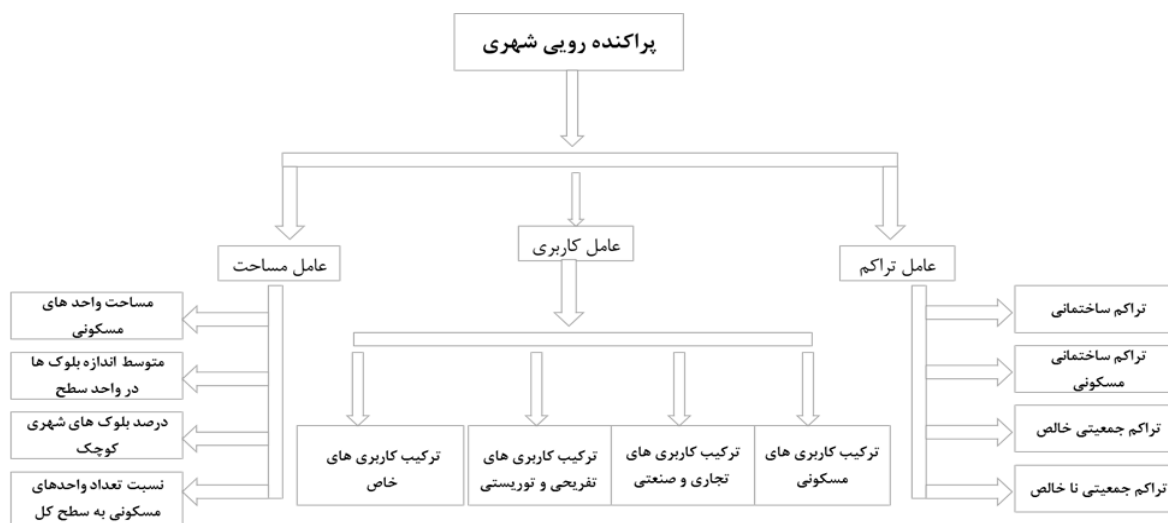 پراکنده رویی شهری
عامل تراکم
عامل کاربری
عامل مساحت
تراکم ساختمانی
تراکم ساختمانی
مسکونی
تراکم جمعیتی خالص
تراکم جمعیتی نا خالص
ترکیب کاربری های
مسکونی
ترکیب کاربری های
تجاری و صنعتی
ترکیب کاربری های
تفریحی و توریستی
ترکیب کاربری های
خاص
مساحت واحد های
مسکونی
متوسط اندازه بلوک ها
در واحد سطح
درصد بلوک های شهری
کوچک
نسبت تعداد واحدهای
مسکونی به سطح کل